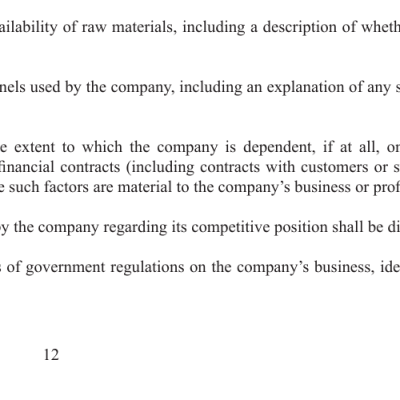 ailability of raw materials, including a description of wheth
nels used by the company, including an explanation of any s
e extent to which the company is dependent, if at all, on
financial contracts (including contracts with customers or s
e such factors are material to the company's business or prof
y the company regarding its competitive position shall be di
s of government regulations on the company's business, ide
12